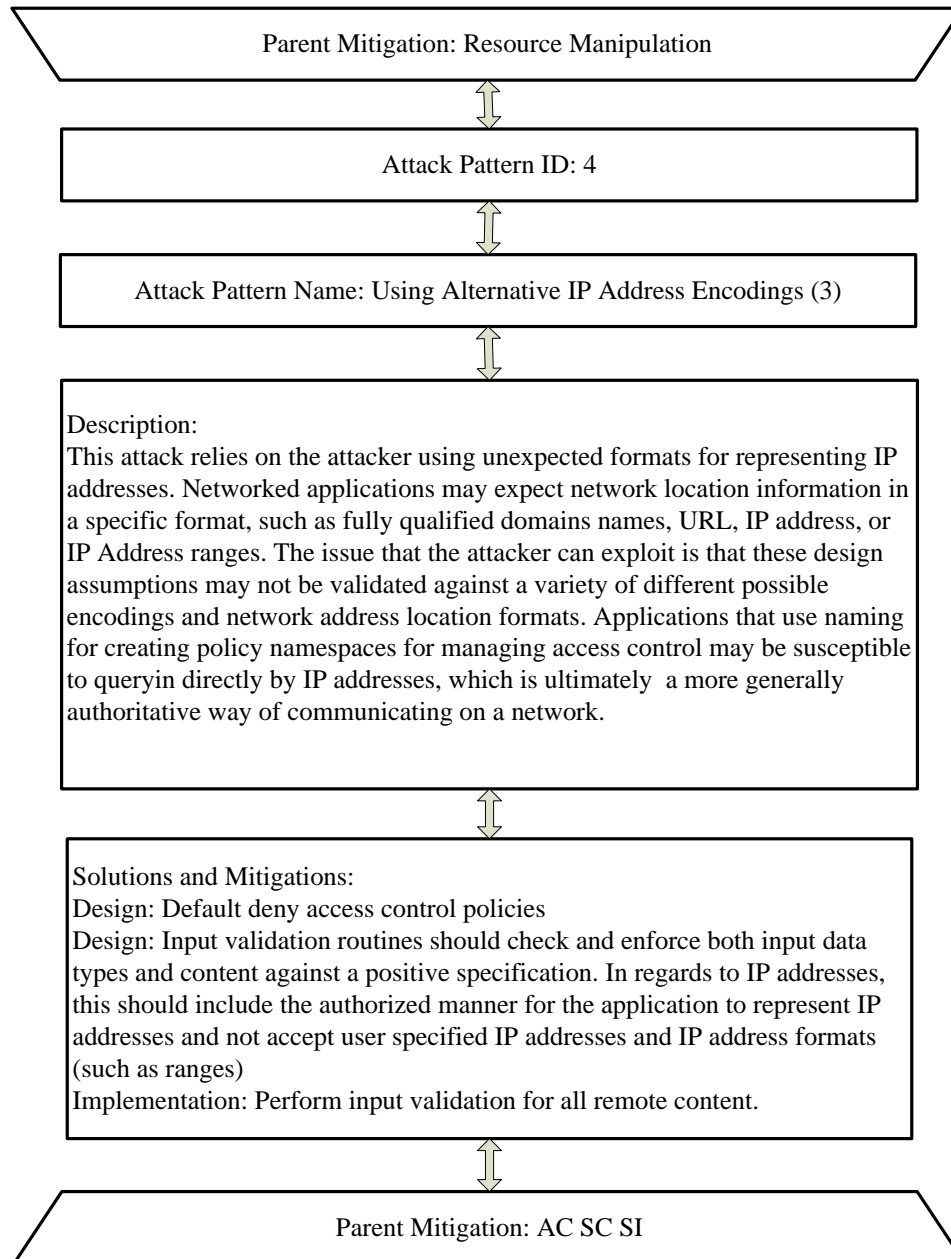 Parent Mitigation: Resource Manipulation
Attack Pattern ID: 4
Attack Pattern Name: Using Alternative IP Address Encodings (3)
Description:
This attack relies on the attacker using unexpected formats for representing IP
addresses. Networked applications may expect network location information in
a specific format, such as fully qualified domains names, URL, IP address, or
IP Address ranges. The issue that the attacker can exploit is that these design
assumptions may not be validated against a variety of different possible
encodings and network address location formats. Applications that use naming
for creating policy namespaces for managing access control may be susceptible
to queryin directly by IP addresses, which is ultimately  a more generally
authoritative way of communicating on a network.
Solutions and Mitigations:
Design: Default deny access control policies
Design: Input validation routines should check and enforce both input data
types and content against a positive specification. In regards to IP addresses,
this should include the authorized manner for the application to represent IP
addresses and not accept user specified IP addresses and IP address formats
(such as ranges)
Implementation: Perform input validation for all remote content.
Parent Mitigation: AC SC SI